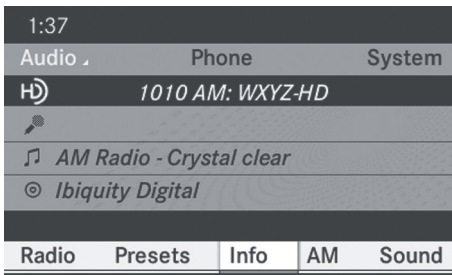 1:37
Audio Phone System
HD 1010 AM: WXYZ-HD
AM Radio - Crystal clear
Ibiquity Digital
Radio Presets Info AM Sound